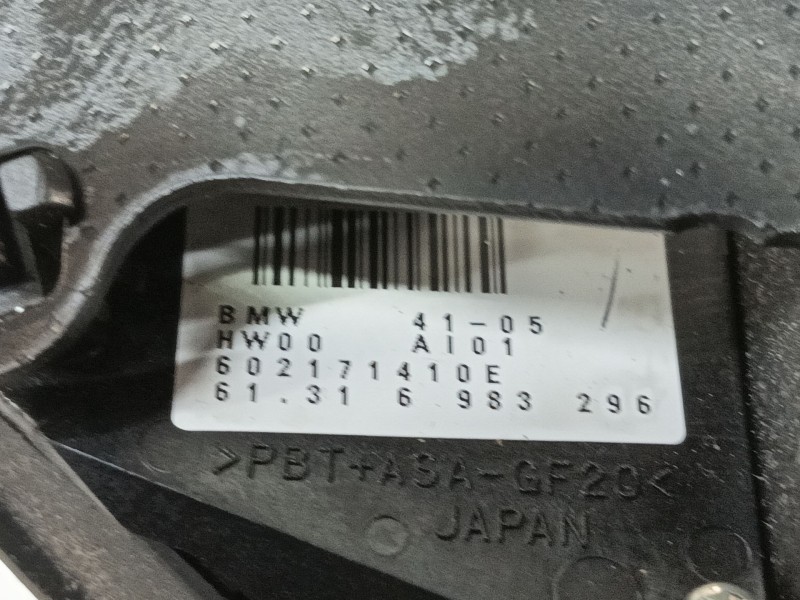 BMW 41-05
HW00 AI01
602171410E
61.31 6 983 296
>PBT+ASA-GF20<
JAPAN